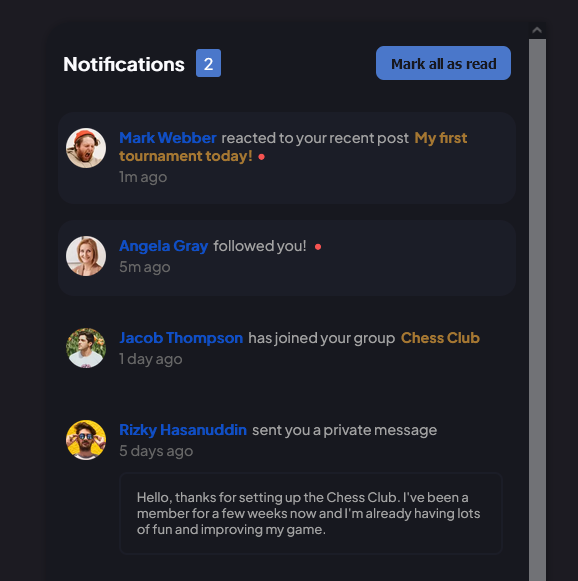 Notifications 2 Mark all as read
Mark Webber reacted to your recent post My first
tournament today!
1m ago
Angela Gray followed you!
5m ago
Jacob Thompson has joined your group Chess Club
1 day ago
Rizky Hasanuddin sent you a private message
5 days ago
Hello, thanks for setting up the Chess Club. I've been a
member for a few weeks now and I'm already having lots
of fun and improving my game.